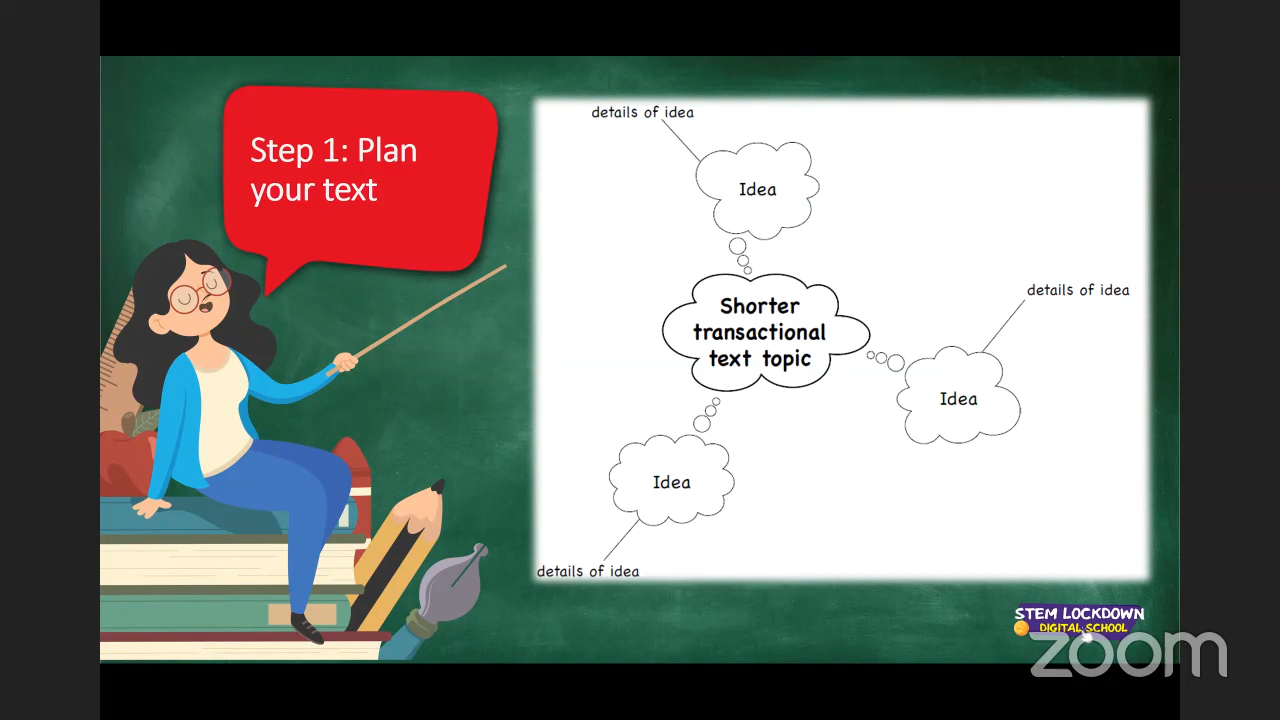 Step 1: Plan
your text
details of idea
Idea
Shorter
transactional
text topic
details of idea
Idea
Idea
details of idea
STEM LOCKDOWN
DIGITAL SCHOOL
zoom